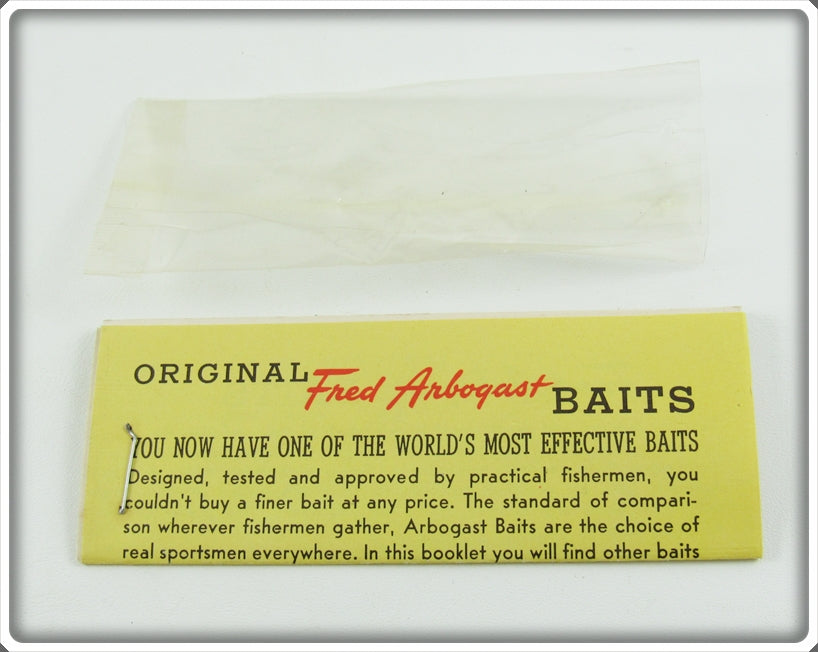 ORIGINAL Fred Arbogast BAITS
YOU NOW HAVE ONE OF THE WORLD'S MOST EFFECTIVE BAITS
Designed, tested and approved by practical fishermen, you
couldn't buy a finer bait at any price. The standard of compari-
son wherever fishermen gather, Arbogast Baits are the choice of
real sportsmen everywhere. In this booklet you will find other baits